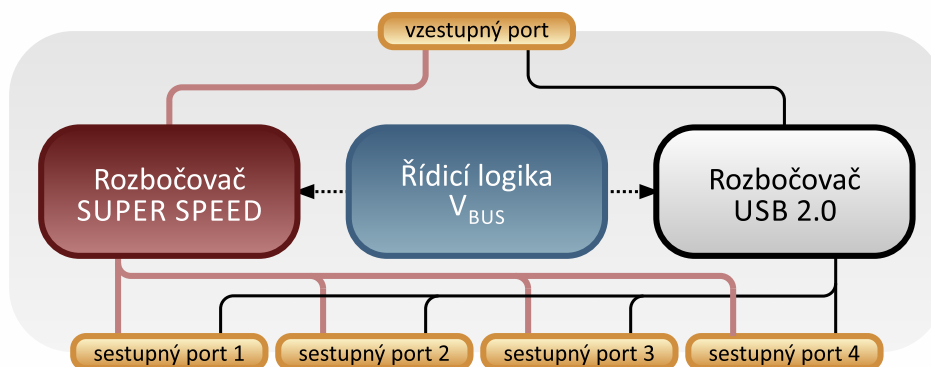 vzestupný port
Rozbočovač
SUPER SPEED
Řídicí logika
V_BUS
Rozbočovač
USB 2.0
sestupný port 1
sestupný port 2
sestupný port 3
sestupný port 4